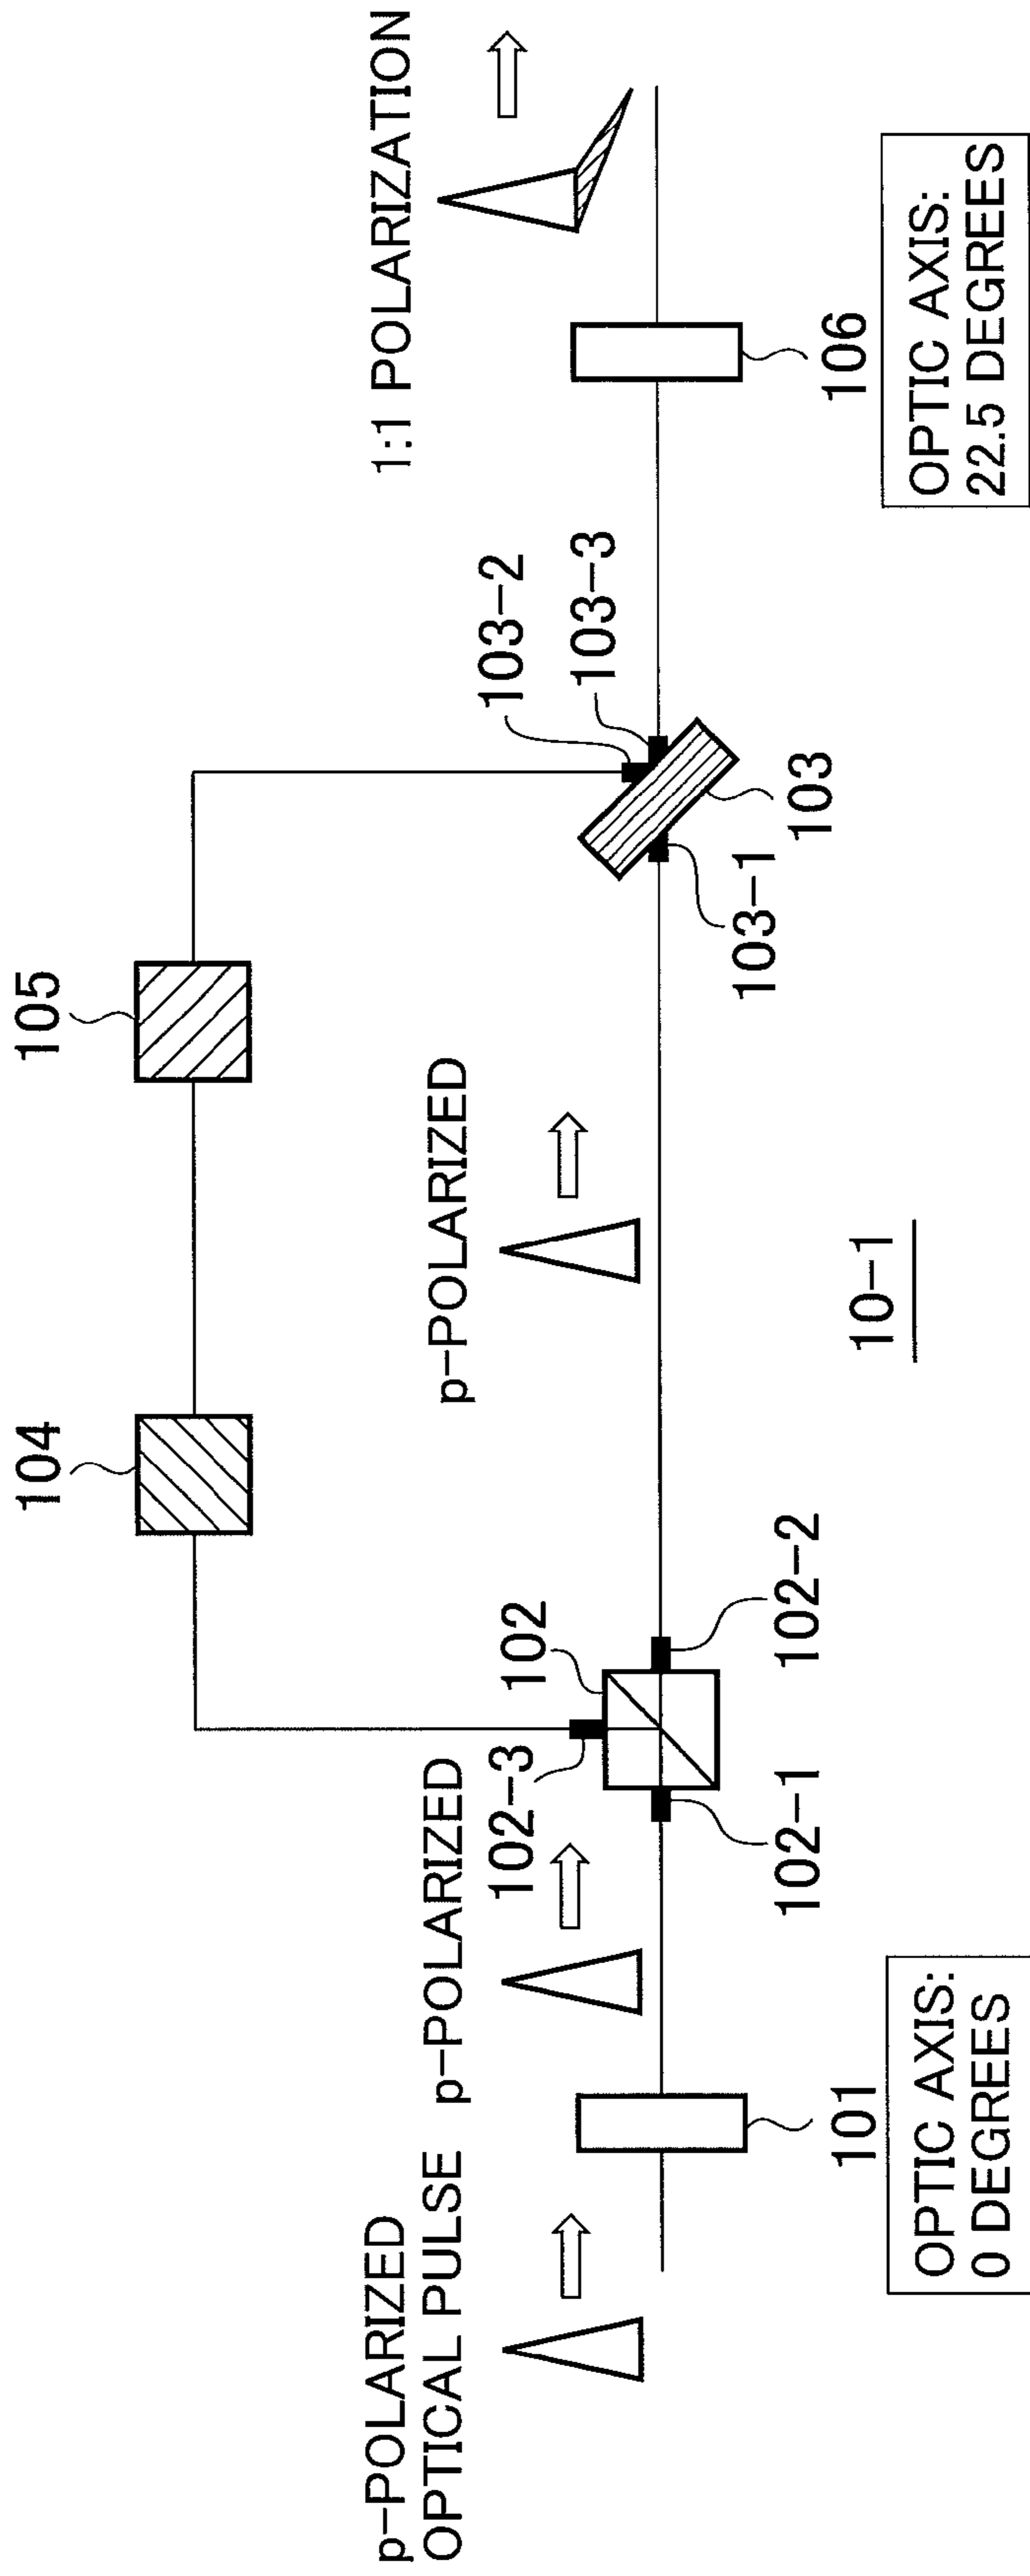 104
105
1:1 POLARIZATION
p-POLARIZED
OPTICAL PULSE
p-POLARIZED
p-POLARIZED
102-3
102
103-2
103-3
102-1
102-2
103-1
103
101
106
OPTIC AXIS:
0 DEGREES
10-1
OPTIC AXIS:
22.5 DEGREES